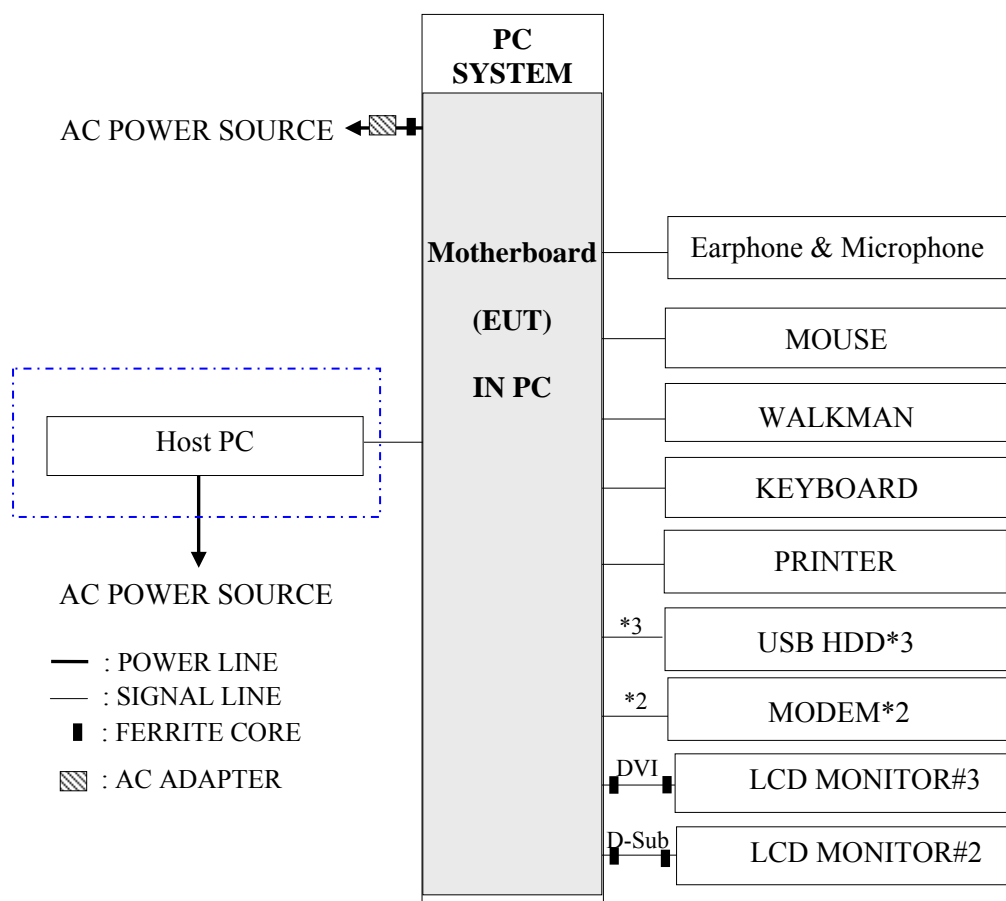 PC
SYSTEM
AC POWER SOURCE
Motherboard
(EUT)
IN PC
Host PC
AC POWER SOURCE
: POWER LINE
: SIGNAL LINE
: FERRITE CORE
: AC ADAPTER
Earphone & Microphone
MOUSE
WALKMAN
KEYBOARD
PRINTER
*3
USB HDD*3
*2
MODEM*2
DVI
LCD MONITOR#3
D-Sub
LCD MONITOR#2